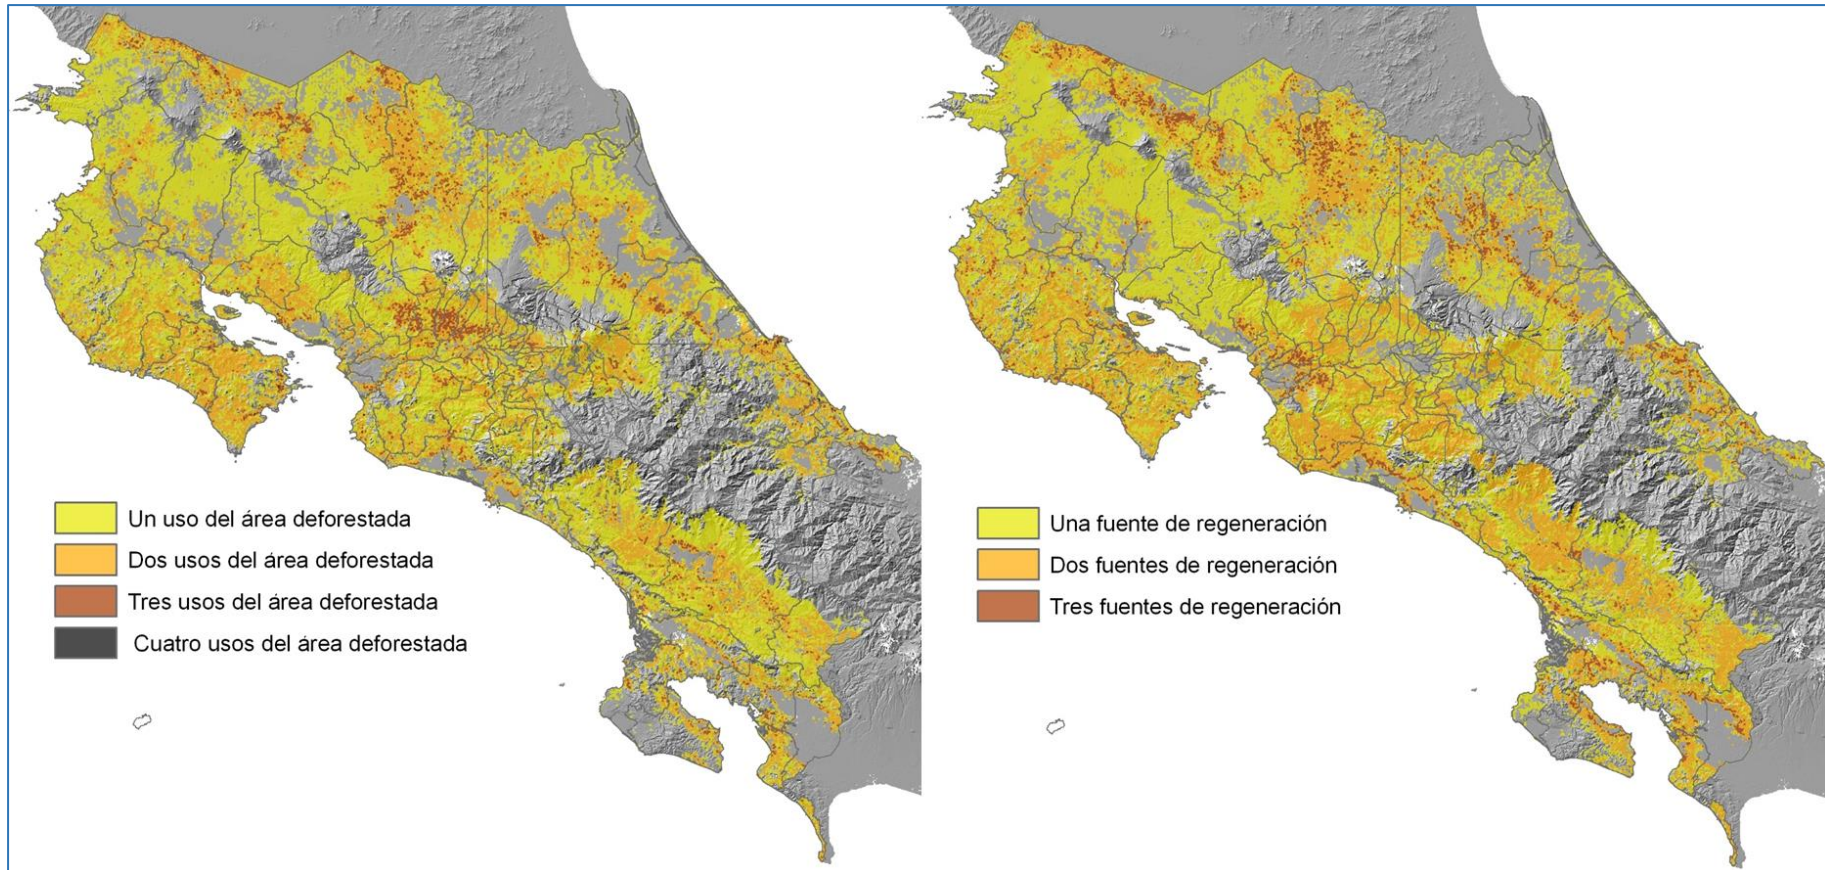 Un uso del área deforestada
Dos usos del área deforestada
Tres usos del área deforestada
Cuatro usos del área deforestada
Una fuente de regeneración
Dos fuentes de regeneración
Tres fuentes de regeneración